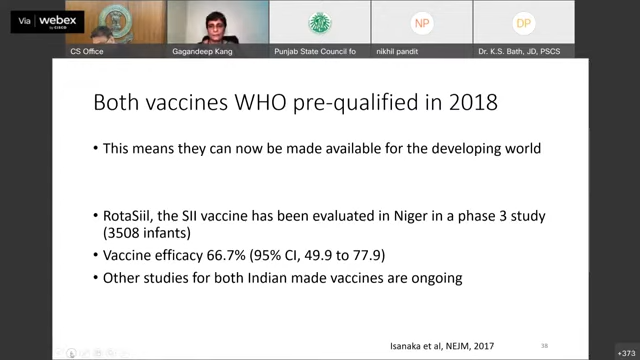 Via
webex
by CISCO
NP
DP
CS Office
Gagandeep Kang
Punjab State Council fo
nikhil pandit
Dr. K.S. Bath, JD, PSCS
Both vaccines WHO pre-qualified in 2018
• This means they can now be made available for the developing world
• RotaSiil, the SII vaccine has been evaluated in Niger in a phase 3 study
(3508 infants)
• Vaccine efficacy 66.7% (95% CI, 49.9 to 77.9)
• Other studies for both Indian made vaccines are ongoing
Isanaka et al, NEJM, 2017
38
+373